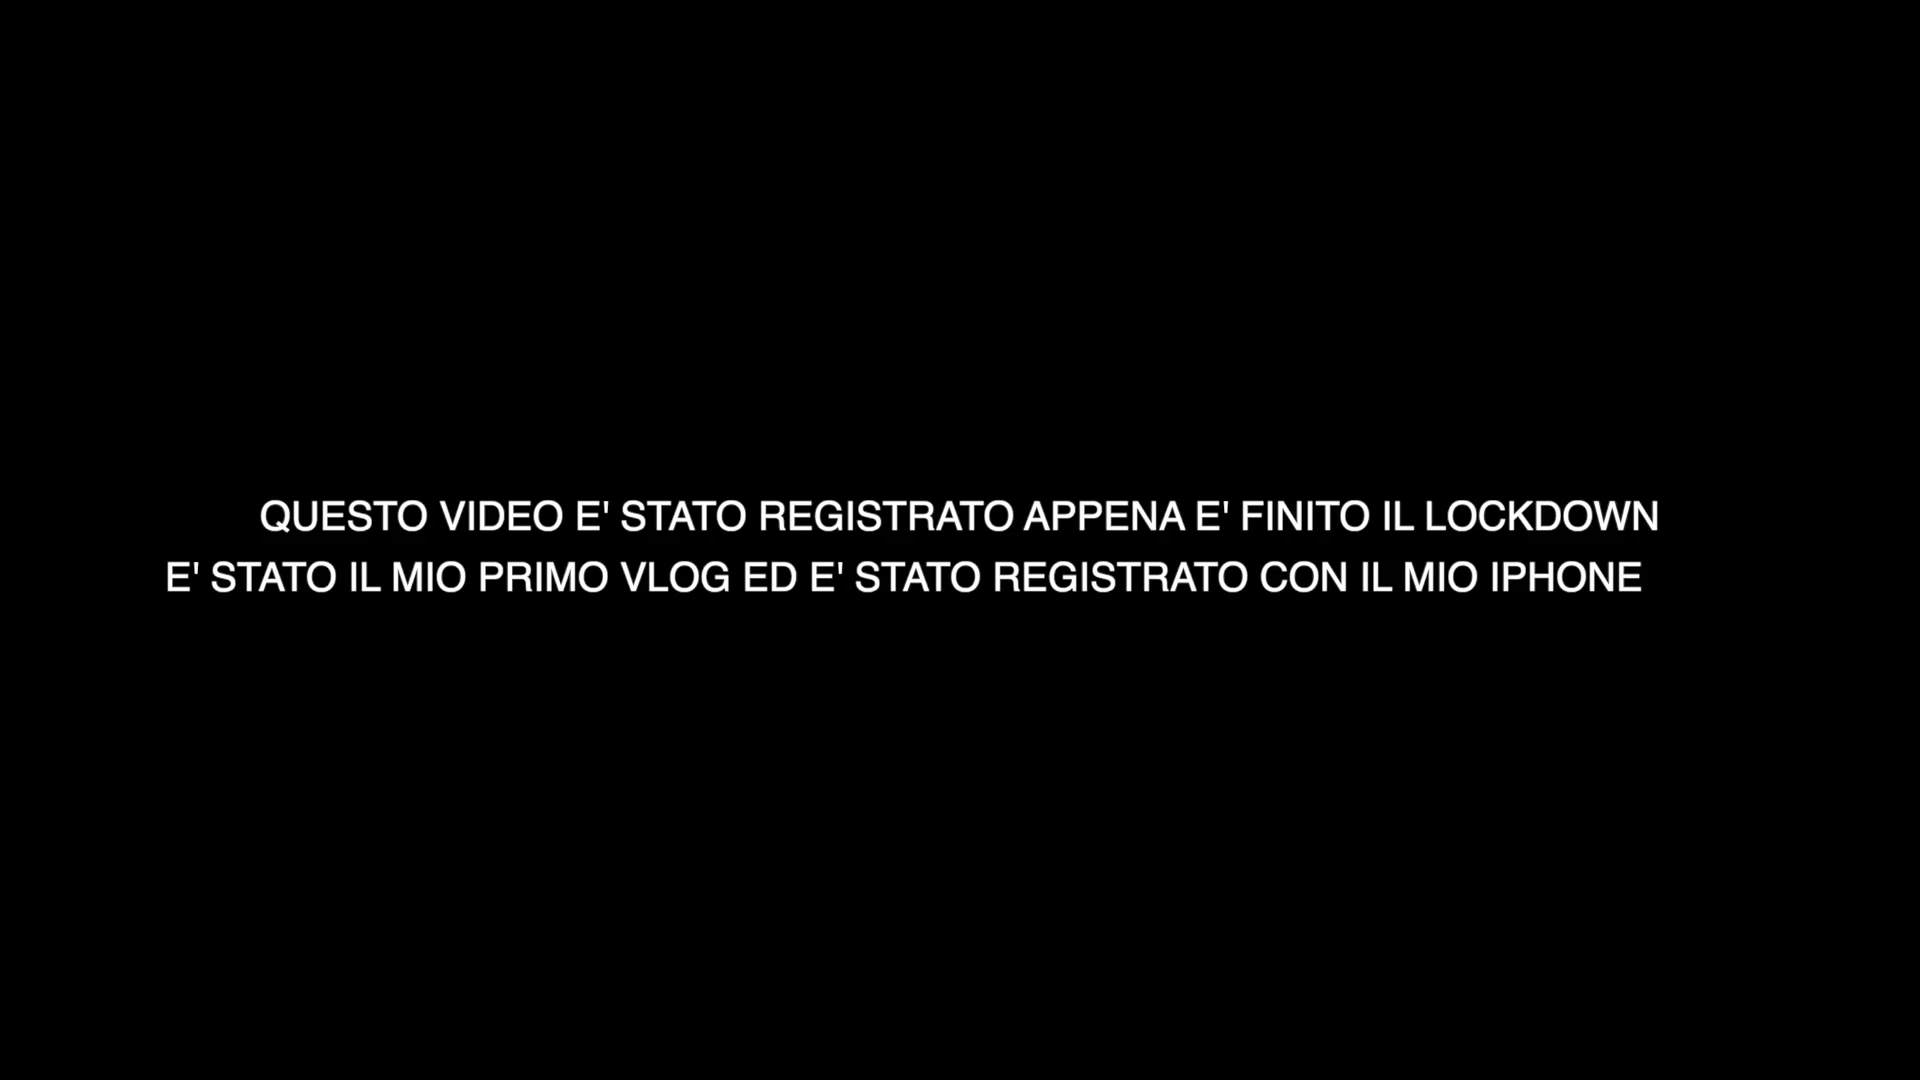 QUESTO VIDEO E' STATO REGISTRATO APPENA E' FINITO IL LOCKDOWN
E' STATO IL MIO PRIMO VLOG ED E' STATO REGISTRATO CON IL MIO IPHONE